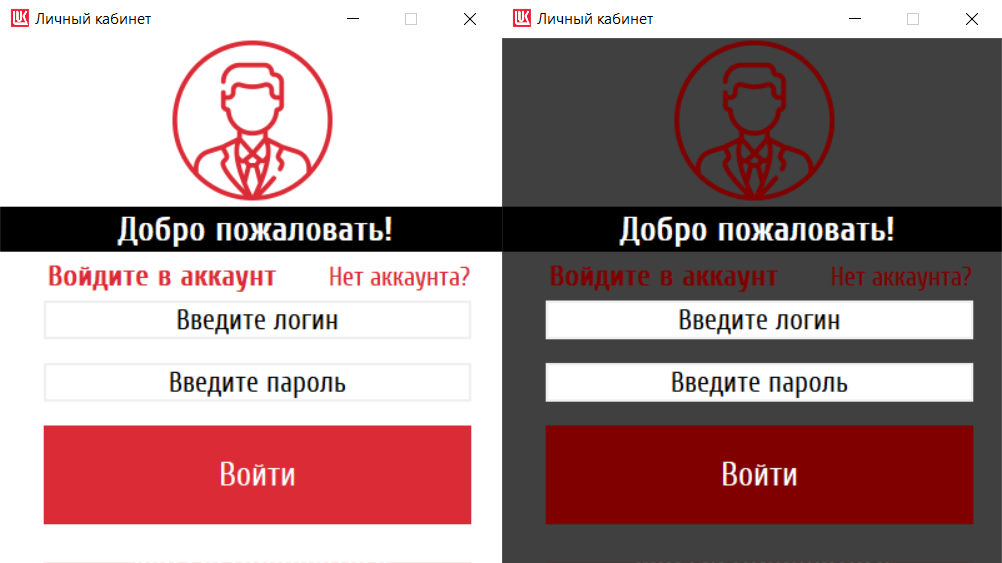 Личный кабинет
Добро пожаловать!
Войдите в аккаунт Нет аккаунта?
Введите логин
Введите пароль
Войти
Личный кабинет
Добро пожаловать!
Войдите в аккаунт Нет аккаунта?
Введите логин
Введите пароль
Войти